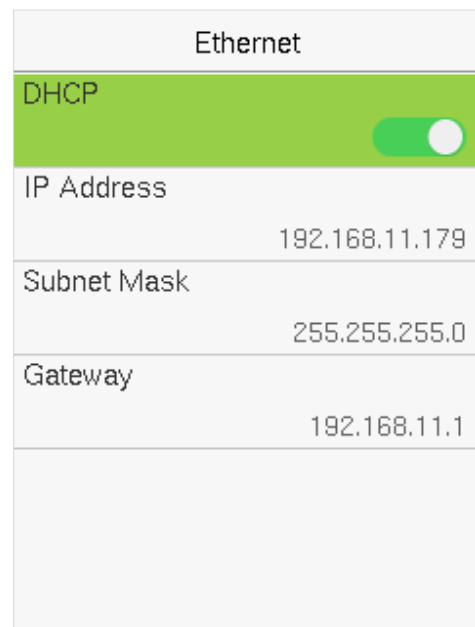 Ethernet
DHCP
IP Address
192.168.11.179
Subnet Mask
255.255.255.0
Gateway
192.168.11.1